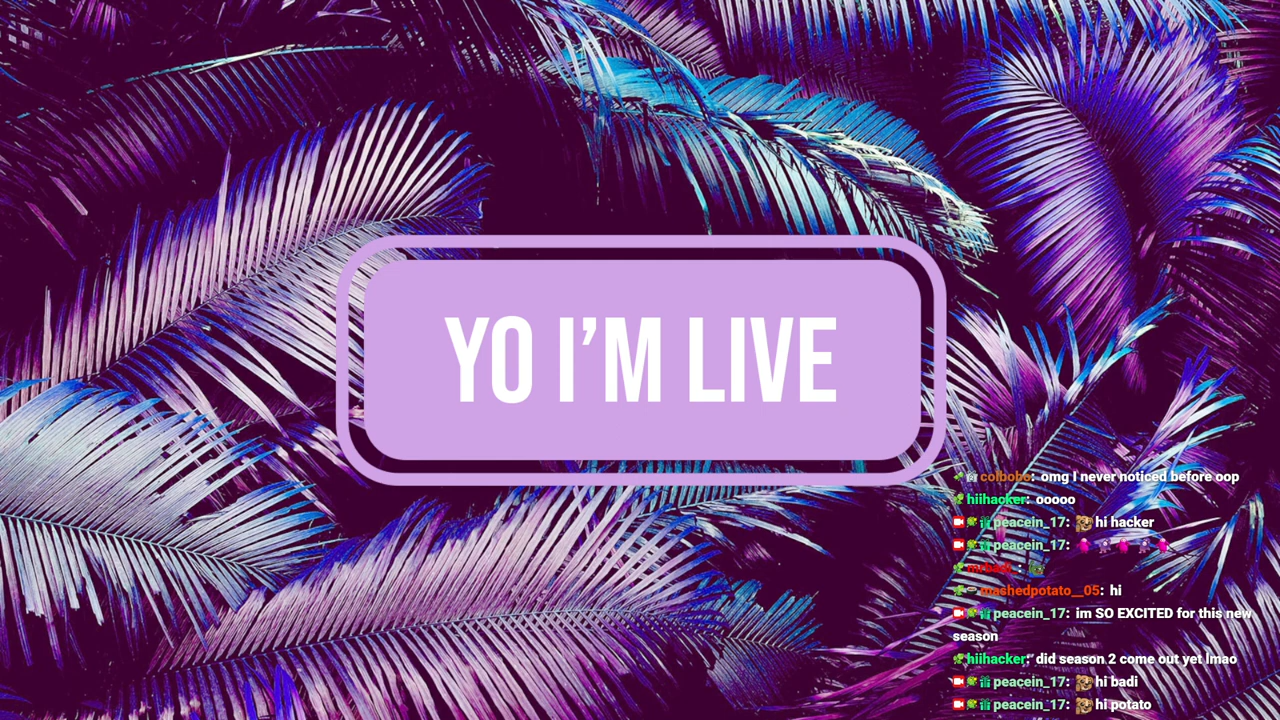 YO I’M LIVE
colbobo: omg I never noticed before oop
hiihacker: ooooo
peacein_17: hi hacker
peacein_17:
mrbadi_:
mashedpotato__05: hi
peacein_17: im SO EXCITED for this new
season
hiihacker: did season 2 come out yet lmao
peacein_17: hi badi
peacein_17: hi potato